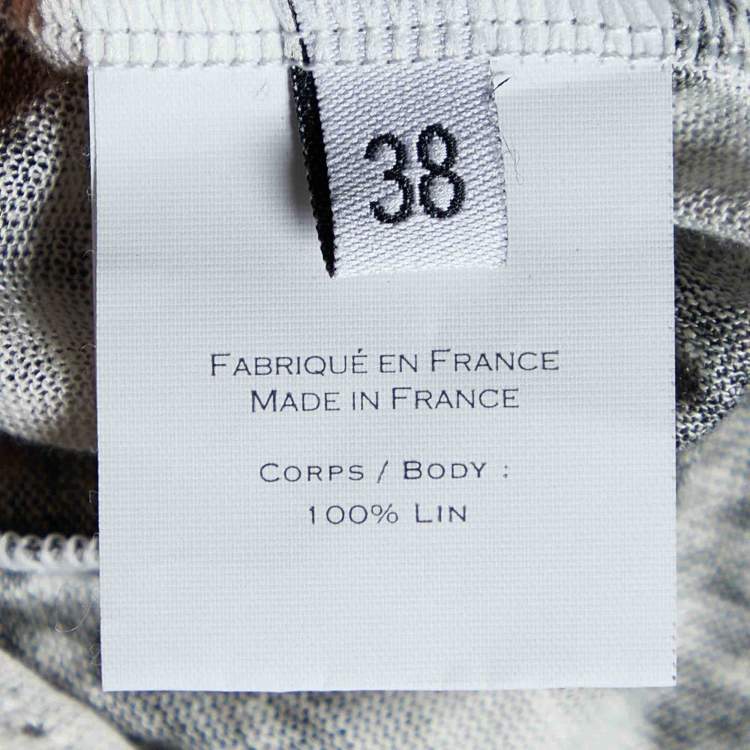 38
FABRIQUÉ EN FRANCE
MADE IN FRANCE
CORPS / BODY :
100% LIN